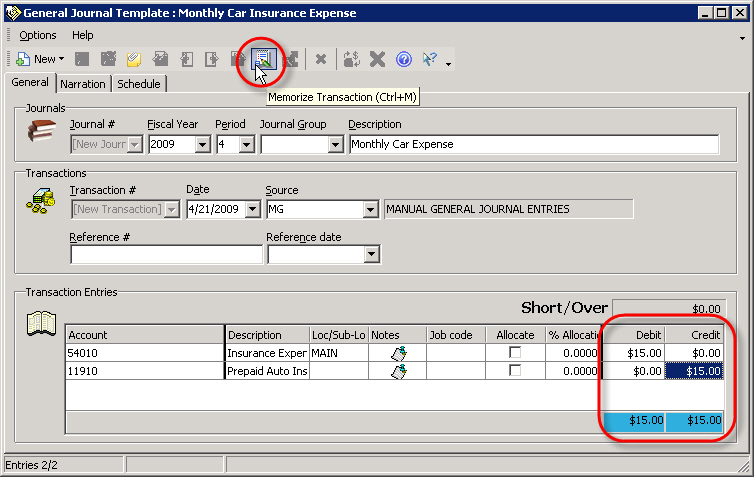 General Journal Template : Monthly Car Insurance Expense
Options Help
New
General Narration Schedule
Memorize Transaction (Ctrl+M)
Journals
Journal # Fiscal Year Period Journal Group Description
[New Journ 2009 4 Monthly Car Expense
Transactions
Transaction # Date Source
[New Transaction] 4/21/2009 MG MANUAL GENERAL JOURNAL ENTRIES
Reference # Reference date
Transaction Entries
Short/Over $0.00
Account Description Loc/Sub-Lo Notes Job code Allocate % Allocatic Debit Credit
54010 Insurance Exper MAIN 0.0000 $15.00 $0.00
11910 Prepaid Auto Ins 0.0000 $0.00 $15.00
$15.00 $15.00
Entries 2/2